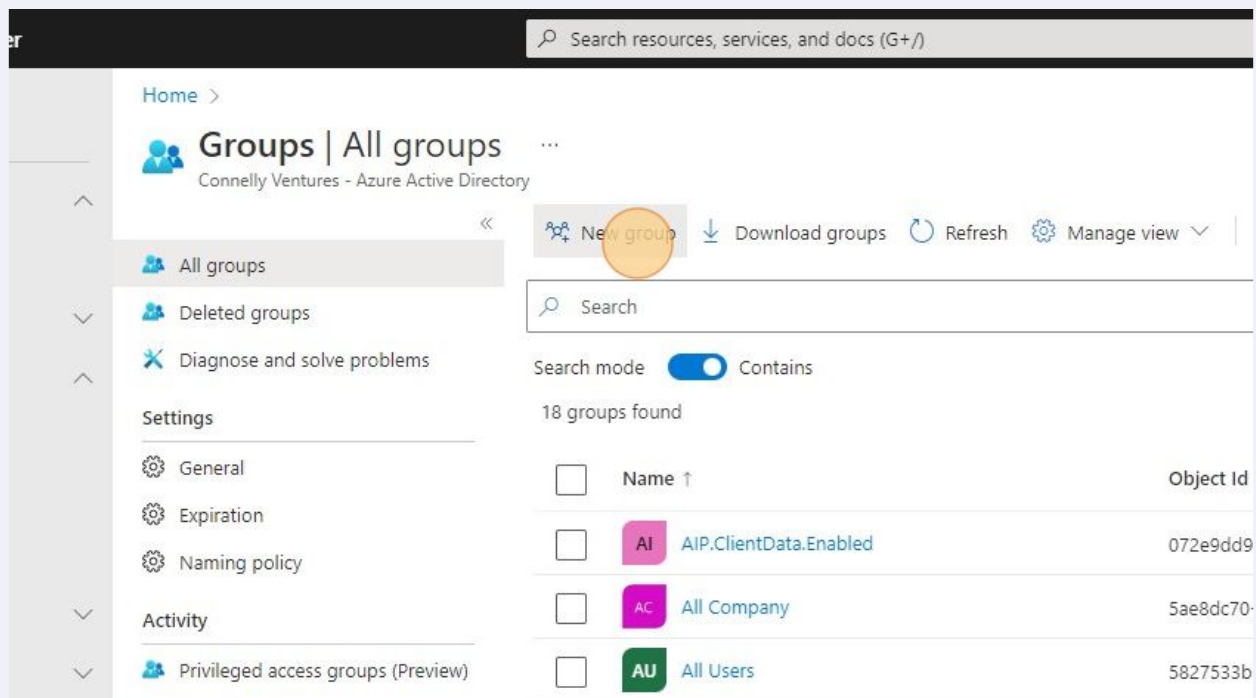 er
Search resources, services, and docs (G+/)
Home >
Groups | All groups ...
Connelly Ventures - Azure Active Directory
«
New group Download groups Refresh Manage view
All groups
Deleted groups
Diagnose and solve problems
Settings
General
Expiration
Naming policy
Activity
Privileged access groups (Preview)
Search
Search mode Contains
18 groups found
Name ↑ Object Id
AI AIP.ClientData.Enabled 072e9dd9
AC All Company 5ae8dc70-
AU All Users 5827533b